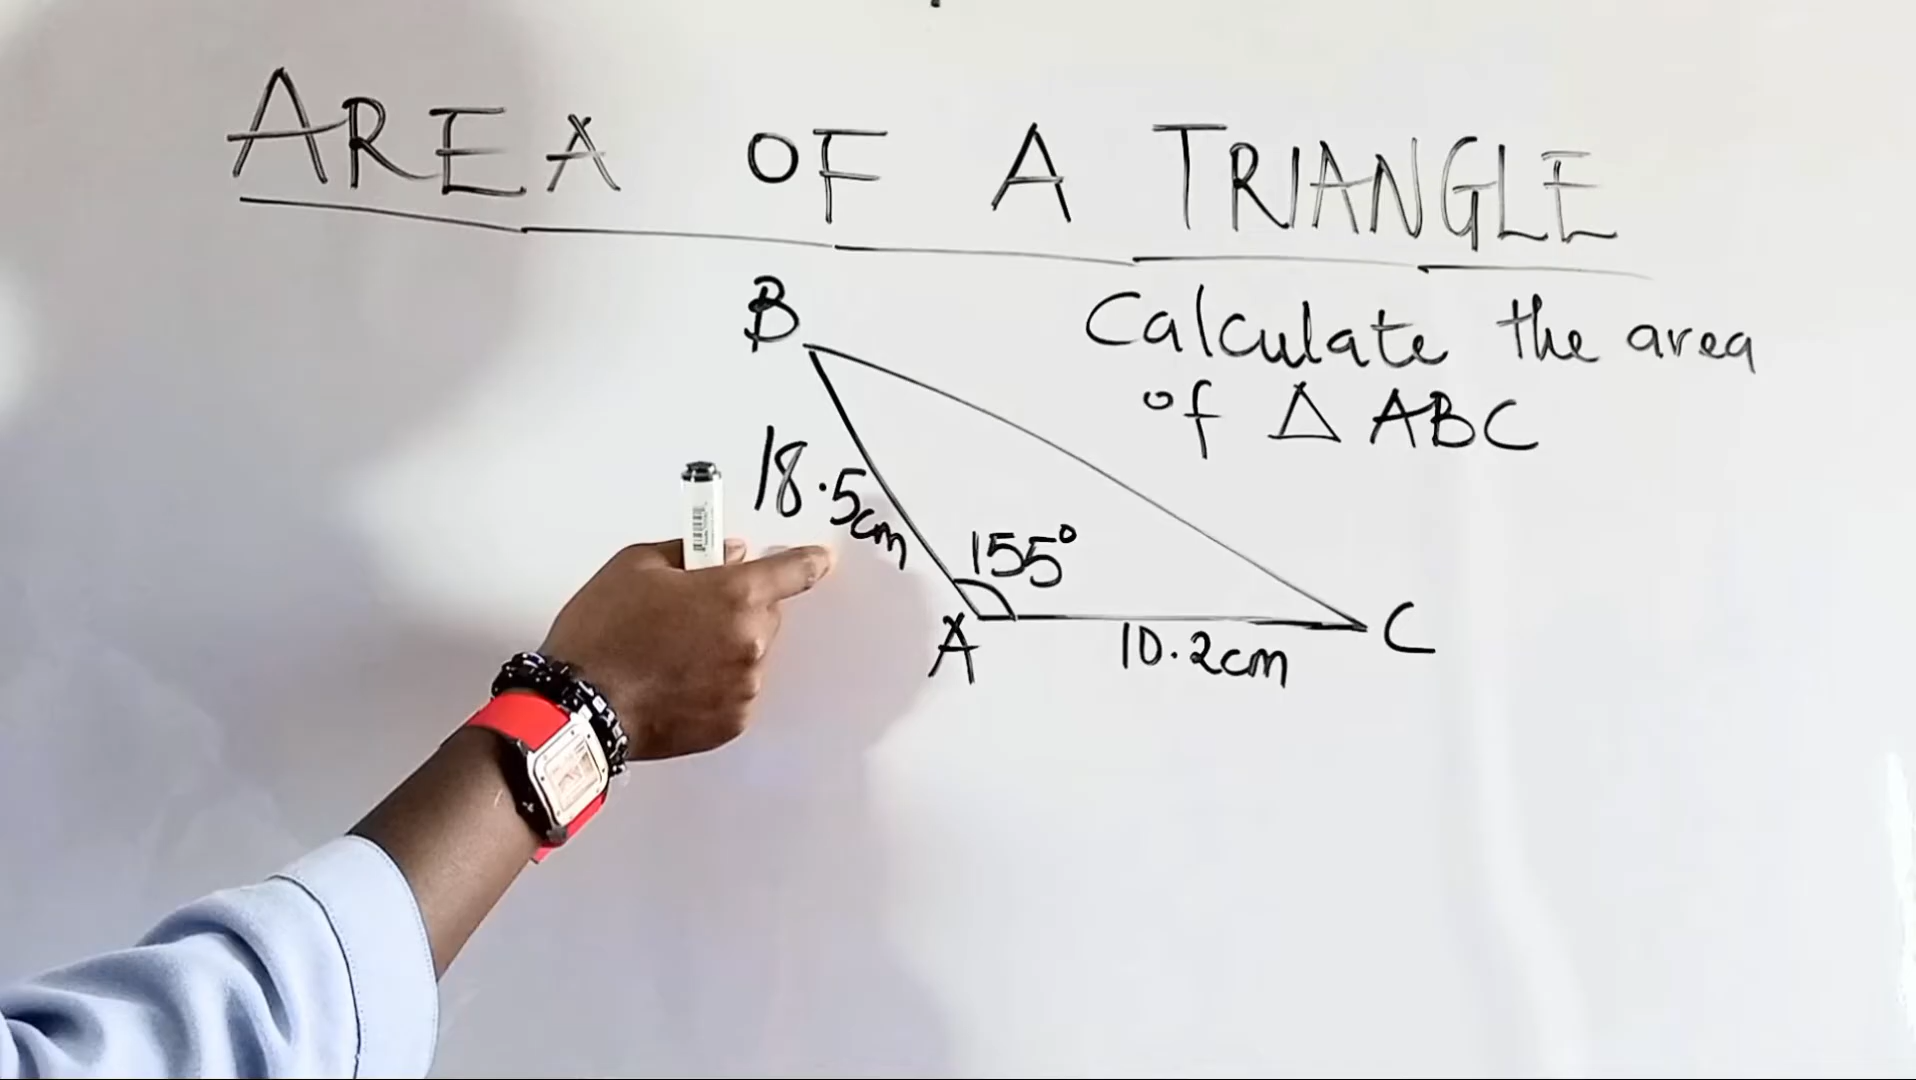 AREA OF A TRIANGLE
B
Calculate the area
of △ ABC
18.5cm
155°
A
10.2cm
C